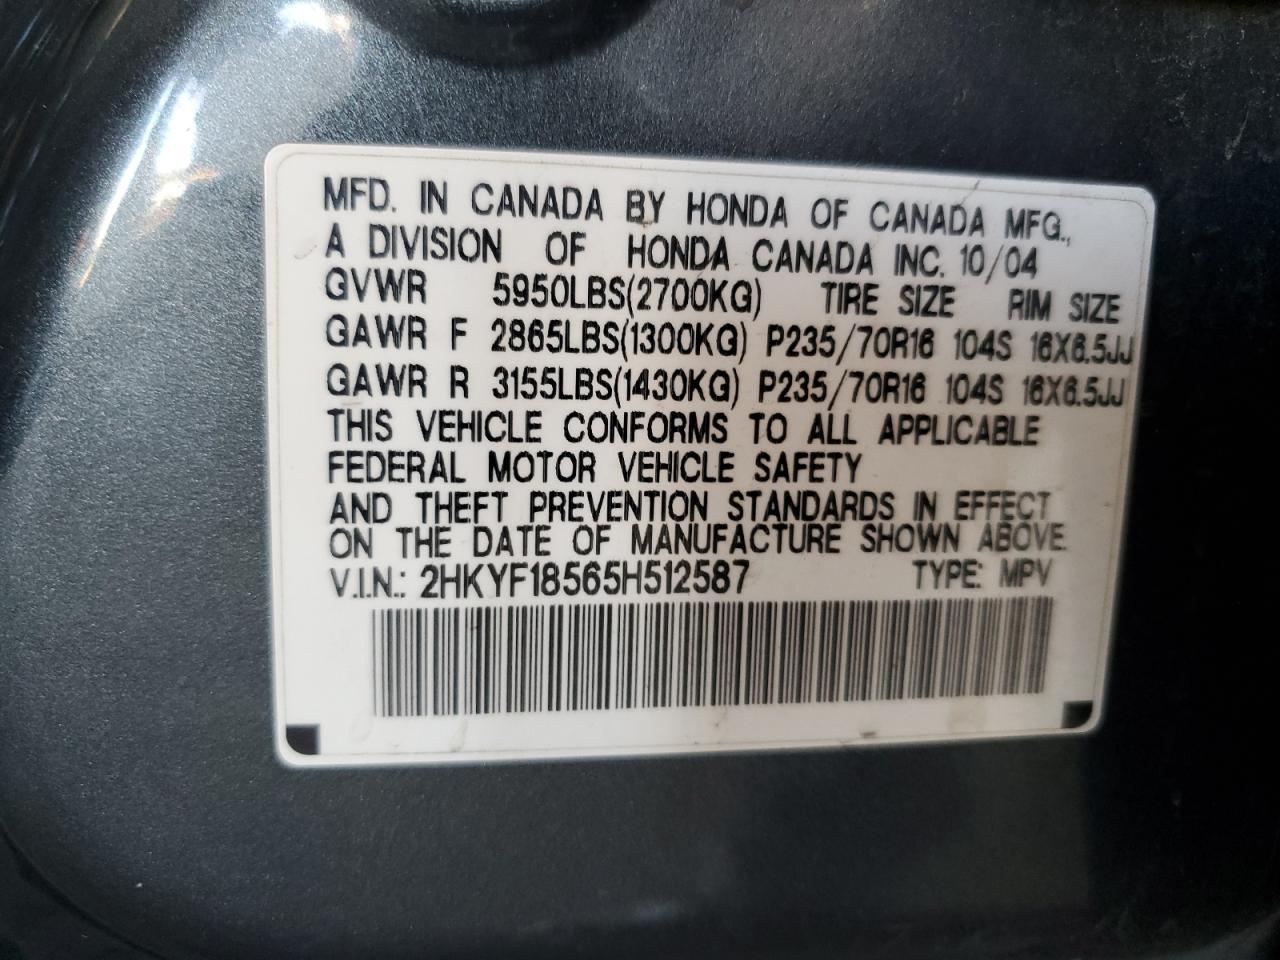 MFD. IN CANADA BY HONDA OF CANADA MFG.,
A DIVISION OF HONDA CANADA INC. 10/04
GVWR 5950LBS(2700KG) TIRE SIZE RIM SIZE
GAWR F 2865LBS(1300KG) P235/70R16 104S 16X6.5JJ
GAWR R 3155LBS(1430KG) P235/70R16 104S 16X6.5JJ
THIS VEHICLE CONFORMS TO ALL APPLICABLE
FEDERAL MOTOR VEHICLE SAFETY
AND THEFT PREVENTION STANDARDS IN EFFECT
ON THE DATE OF MANUFACTURE SHOWN ABOVE.
V.I.N.: 2HKYF18565H512587 TYPE: MPV